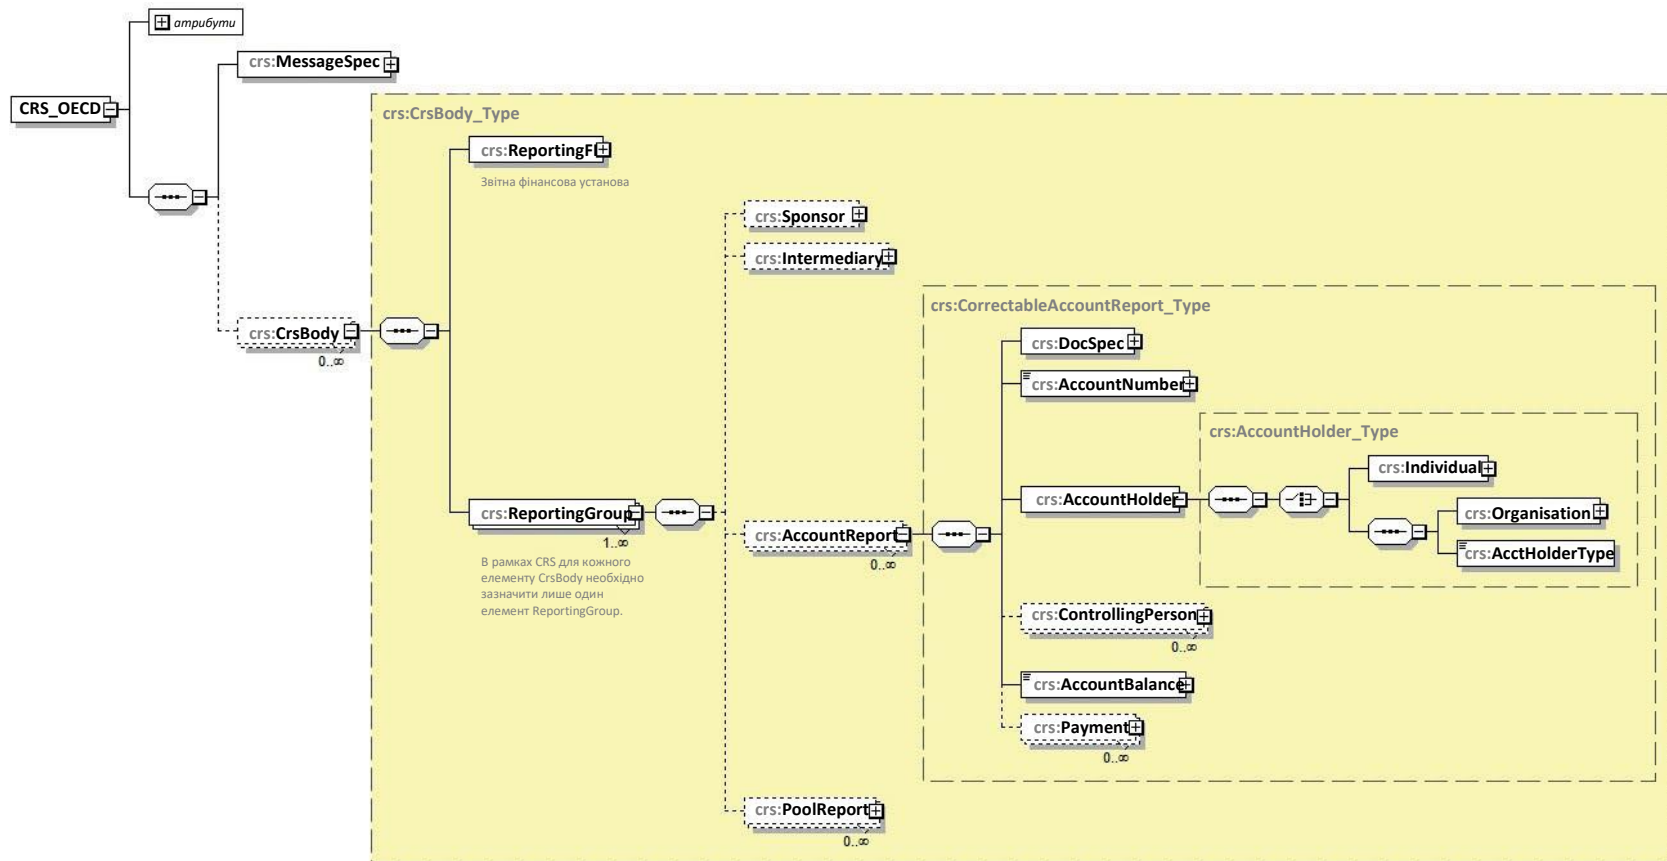 атрибути
crs:MessageSpec
CRS_OECD
crs:CrsBody_Type
crs:ReportingFI
Звітна фінансова установа
crs:Sponsor
crs:Intermediary
crs:CorrectableAccountReport_Type
crs:CrsBody
0..∞
crs:DocSpec
crs:AccountNumber
crs:AccountHolder_Type
crs:Individual
crs:AccountHolder
crs:Organisation
crs:ReportingGroup
1..∞
crs:AccountReport
0..∞
crs:AcctHolderType
В рамках CRS для кожного
елементу CrsBody необхідно
зазначити лише один
елемент ReportingGroup.
crs:ControllingPerson
0..∞
crs:AccountBalance
crs:Payment
0..∞
crs:PoolReport
0..∞